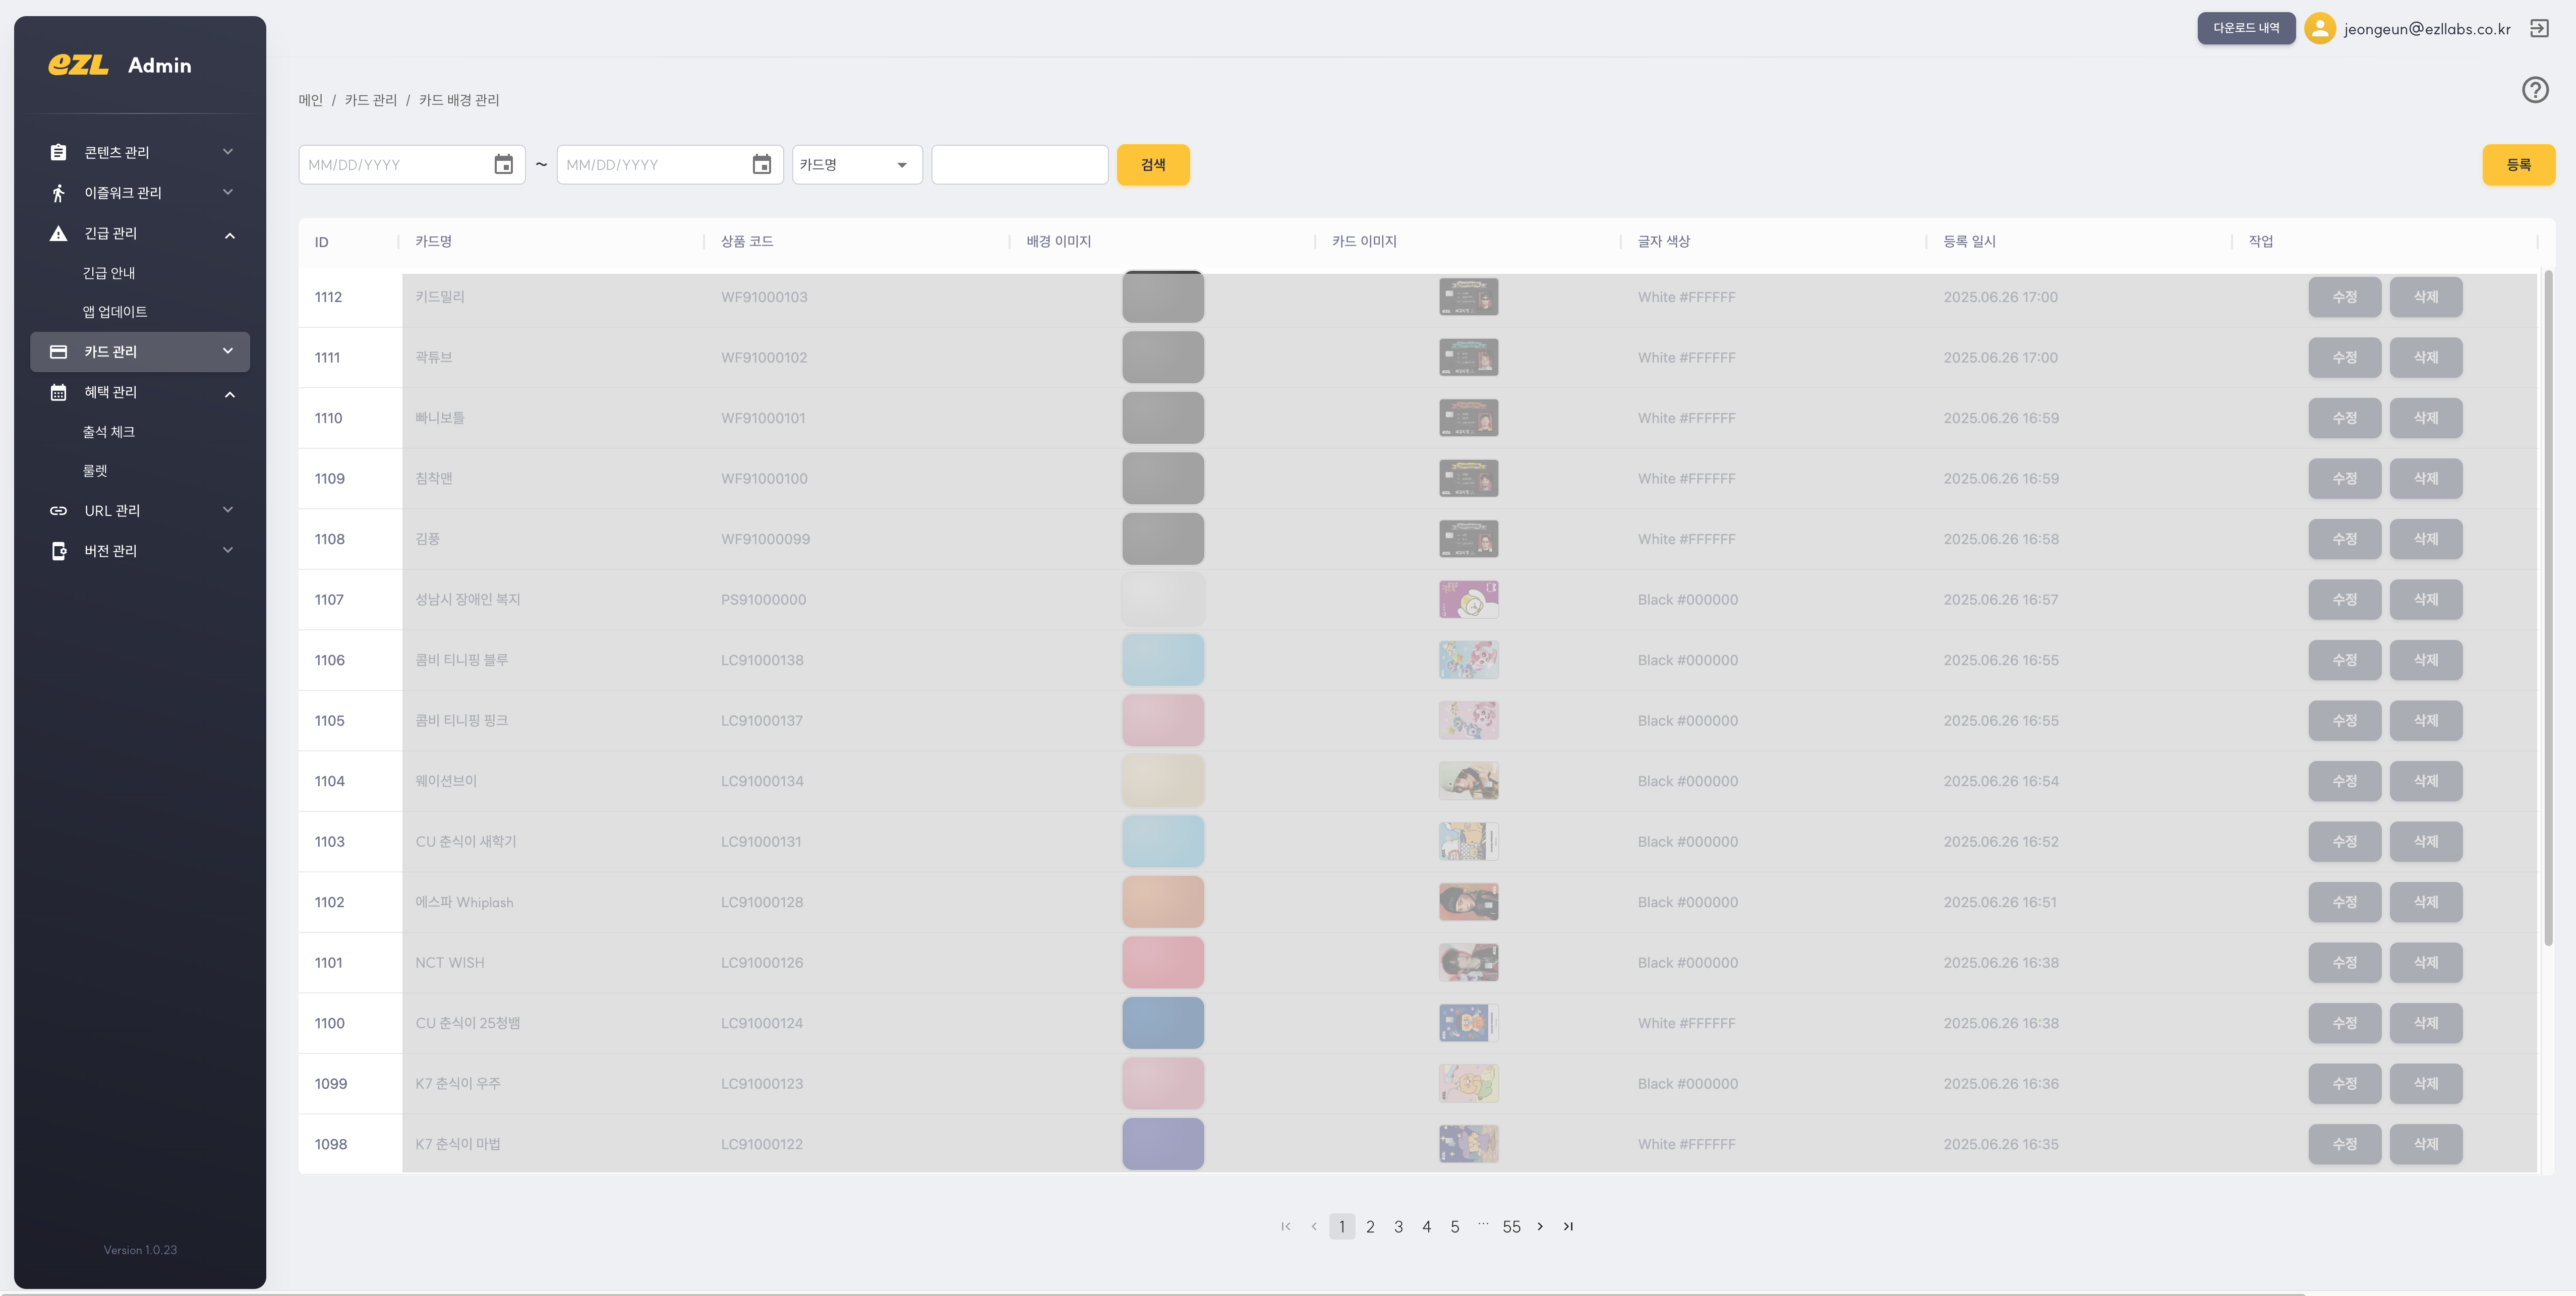 ezl Admin
다운로드 내역
jeongeun@ezllabs.co.kr
메인 / 카드 관리 / 카드 배경 관리
콘텐츠 관리
이즐워크 관리
긴급 관리
긴급 안내
앱 업데이트
카드 관리
혜택 관리
출석 체크
룰렛
URL 관리
버전 관리
Version 1.0.23
MM/DD/YYYY ~ MM/DD/YYYY 카드명 검색 등록
ID 카드명 상품 코드 배경 이미지 카드 이미지 글자 색상 등록 일시 작업
1112 키드밀리 WF91000103 White #FFFFFF 2025.06.26 17:00 수정 삭제
1111 곽튜브 WF91000102 White #FFFFFF 2025.06.26 17:00 수정 삭제
1110 빠니보틀 WF91000101 White #FFFFFF 2025.06.26 16:59 수정 삭제
1109 침착맨 WF91000100 White #FFFFFF 2025.06.26 16:59 수정 삭제
1108 김풍 WF91000099 White #FFFFFF 2025.06.26 16:58 수정 삭제
1107 성남시 장애인 복지 PS91000000 Black #000000 2025.06.26 16:57 수정 삭제
1106 콤비 티니핑 블루 LC91000138 Black #000000 2025.06.26 16:55 수정 삭제
1105 콤비 티니핑 핑크 LC91000137 Black #000000 2025.06.26 16:55 수정 삭제
1104 웨이션브이 LC91000134 Black #000000 2025.06.26 16:54 수정 삭제
1103 CU 춘식이 새학기 LC91000131 Black #000000 2025.06.26 16:52 수정 삭제
1102 에스파 Whiplash LC91000128 Black #000000 2025.06.26 16:51 수정 삭제
1101 NCT WISH LC91000126 Black #000000 2025.06.26 16:38 수정 삭제
1100 CU 춘식이 25청뱀 LC91000124 White #FFFFFF 2025.06.26 16:38 수정 삭제
1099 K7 춘식이 우주 LC91000123 Black #000000 2025.06.26 16:36 수정 삭제
1098 K7 춘식이 마법 LC91000122 White #FFFFFF 2025.06.26 16:35 수정 삭제
1 2 3 4 5 ... 55